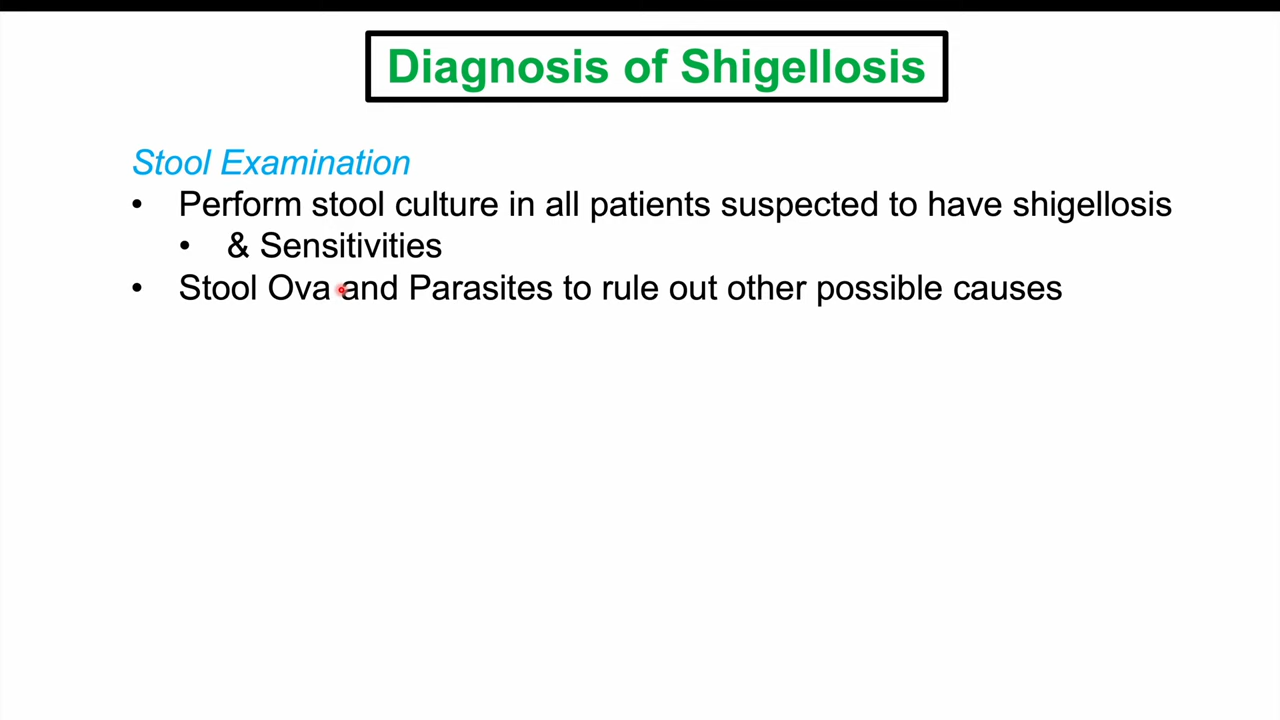 Diagnosis of Shigellosis
Stool Examination
• Perform stool culture in all patients suspected to have shigellosis
• & Sensitivities
• Stool Ova and Parasites to rule out other possible causes